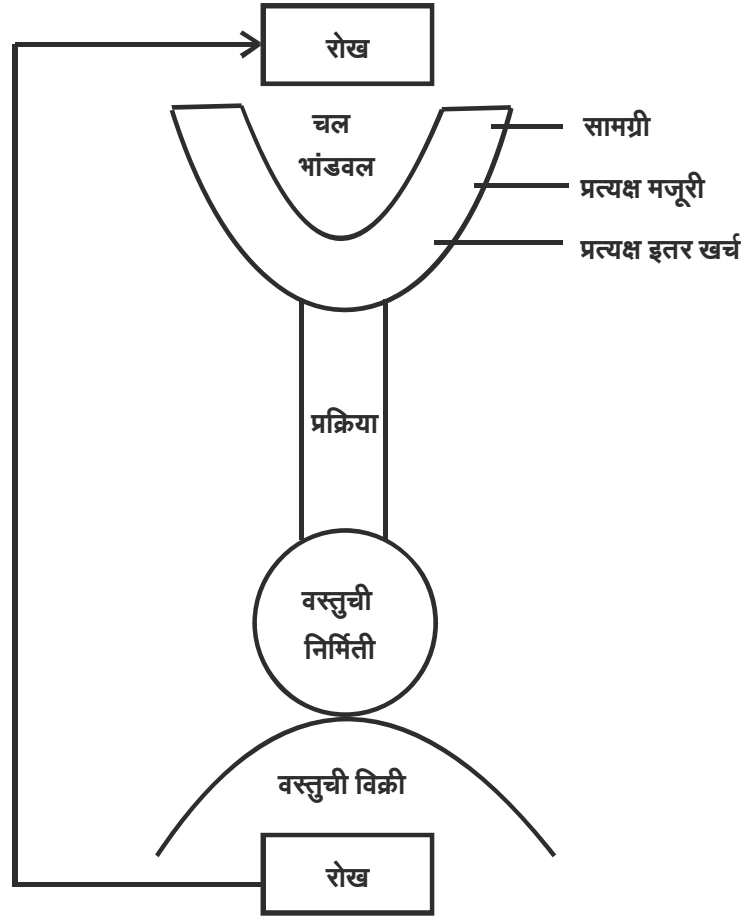 रोख
चल
भांडवल
सामग्री
प्रत्यक्ष मजूरी
प्रत्यक्ष इतर खर्च
प्रक्रिया
वस्तुची
निर्मिती
वस्तुची विक्री
रोख